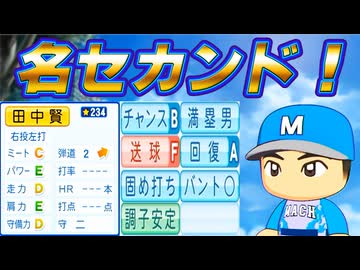 名セカンド！
田中賢
★234
右投左打
ミート C 弾道 2
パワー E 打率 ---
走力 D HR ---本
肩力 E 打点 ---点
守備力 D 守 二
チャンスB 満塁男
送球F 回復A
固め打ち バント○
調子安定
M
MACH